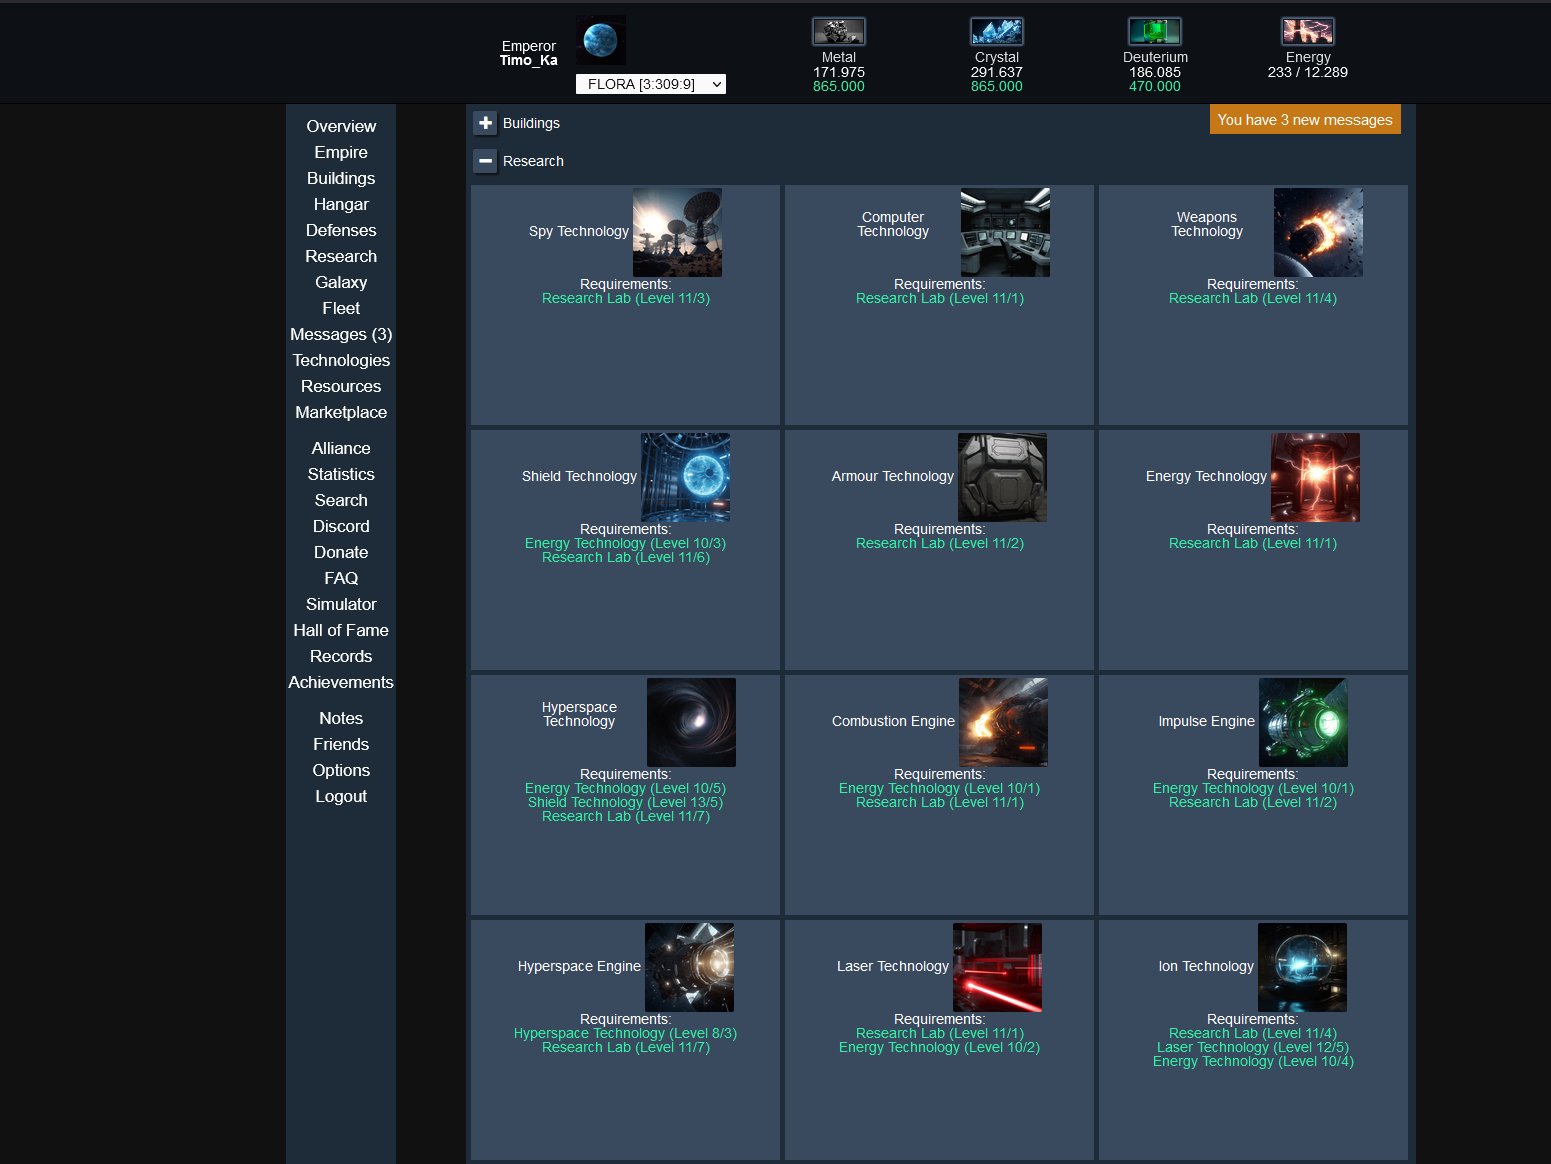 Emperor
Timo_Ka
FLORA [3:309:9]
Metal
171.975
865.000
Crystal
291.637
865.000
Deuterium
186.085
470.000
Energy
233 / 12.289
Overview
Empire
Buildings
Hangar
Defenses
Research
Galaxy
Fleet
Messages (3)
Technologies
Resources
Marketplace
Alliance
Statistics
Search
Discord
Donate
FAQ
Simulator
Hall of Fame
Records
Achievements
Notes
Friends
Options
Logout
Buildings
You have 3 new messages
Research
Spy Technology
Requirements:
Research Lab (Level 11/3)
Computer
Technology
Requirements:
Research Lab (Level 11/1)
Weapons
Technology
Requirements:
Research Lab (Level 11/4)
Shield Technology
Requirements:
Energy Technology (Level 10/3)
Research Lab (Level 11/6)
Armour Technology
Requirements:
Research Lab (Level 11/2)
Energy Technology
Requirements:
Research Lab (Level 11/1)
Hyperspace
Technology
Requirements:
Energy Technology (Level 10/5)
Shield Technology (Level 13/5)
Research Lab (Level 11/7)
Combustion Engine
Requirements:
Energy Technology (Level 10/1)
Research Lab (Level 11/1)
Impulse Engine
Requirements:
Energy Technology (Level 10/1)
Research Lab (Level 11/2)
Hyperspace Engine
Requirements:
Hyperspace Technology (Level 8/3)
Research Lab (Level 11/7)
Laser Technology
Requirements:
Research Lab (Level 11/1)
Energy Technology (Level 10/2)
Ion Technology
Requirements:
Research Lab (Level 11/4)
Laser Technology (Level 12/5)
Energy Technology (Level 10/4)